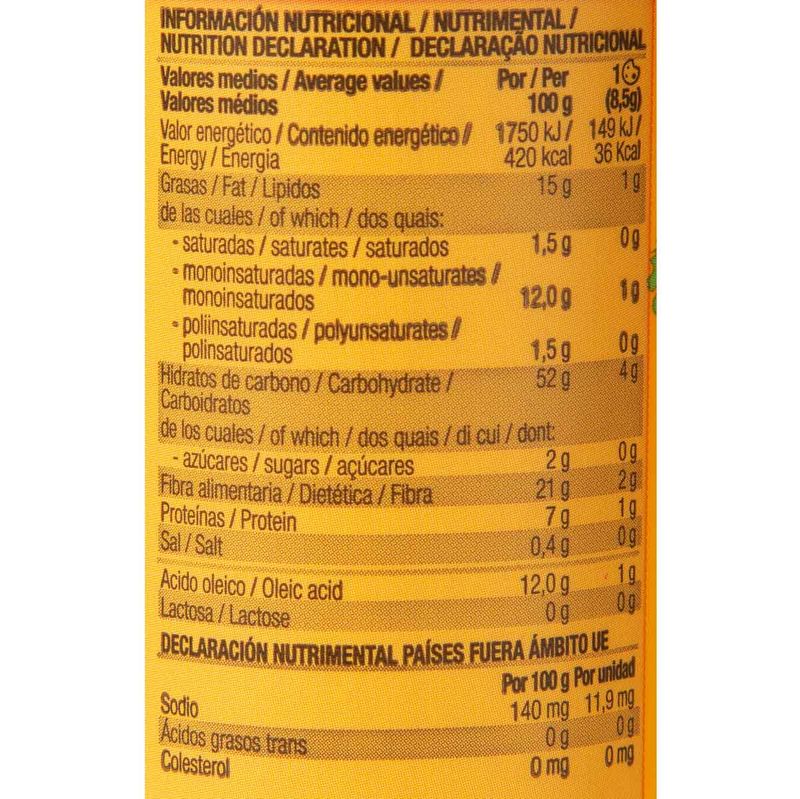 INFORMACIÓN NUTRICIONAL / NUTRIMENTAL /
NUTRITION DECLARATION / DECLARAÇÃO NUTRICIONAL
Valores medios / Average values / Por / Per 1
Valores médios 100 g (8,5g)
Valor energético / Contenido energético // 1750 kJ / 149 kJ /
Energy / Energia 420 kcal 36 Kcal
Grasas / Fat / Lipidos 15 g 1 g
de las cuales / of which / dos quais:
- saturadas / saturates / saturados 1,5 g 0g
- monoinsaturadas / mono-unsaturates //
monoinsaturados 12,0 g 1g
- poliinsaturadas / polyunsaturates //
polinsaturados 1,5 g 0g
Hidratos de carbono / Carbohydrate / 52 g 4g
Carboidratos
de los cuales / of which / dos quais / di cui / dont:
- azúcares / sugars / açúcares 2 g 0g
Fibra alimentaria / Dietética / Fibra 21 g 2g
Proteínas / Protein 7 g 1g
Sal / Salt 0,4 g 0g
Acido oleico / Oleic acid 12,0 g 1g
Lactosa / Lactose 0 g 0g
DECLARACIÓN NUTRIMENTAL PAÍSES FUERA ÁMBITO UE
Por 100 g Por unidad
Sodio 140 mg 11,9 mg
Ácidos grasos trans 0 g 0g
Colesterol 0 mg 0 mg